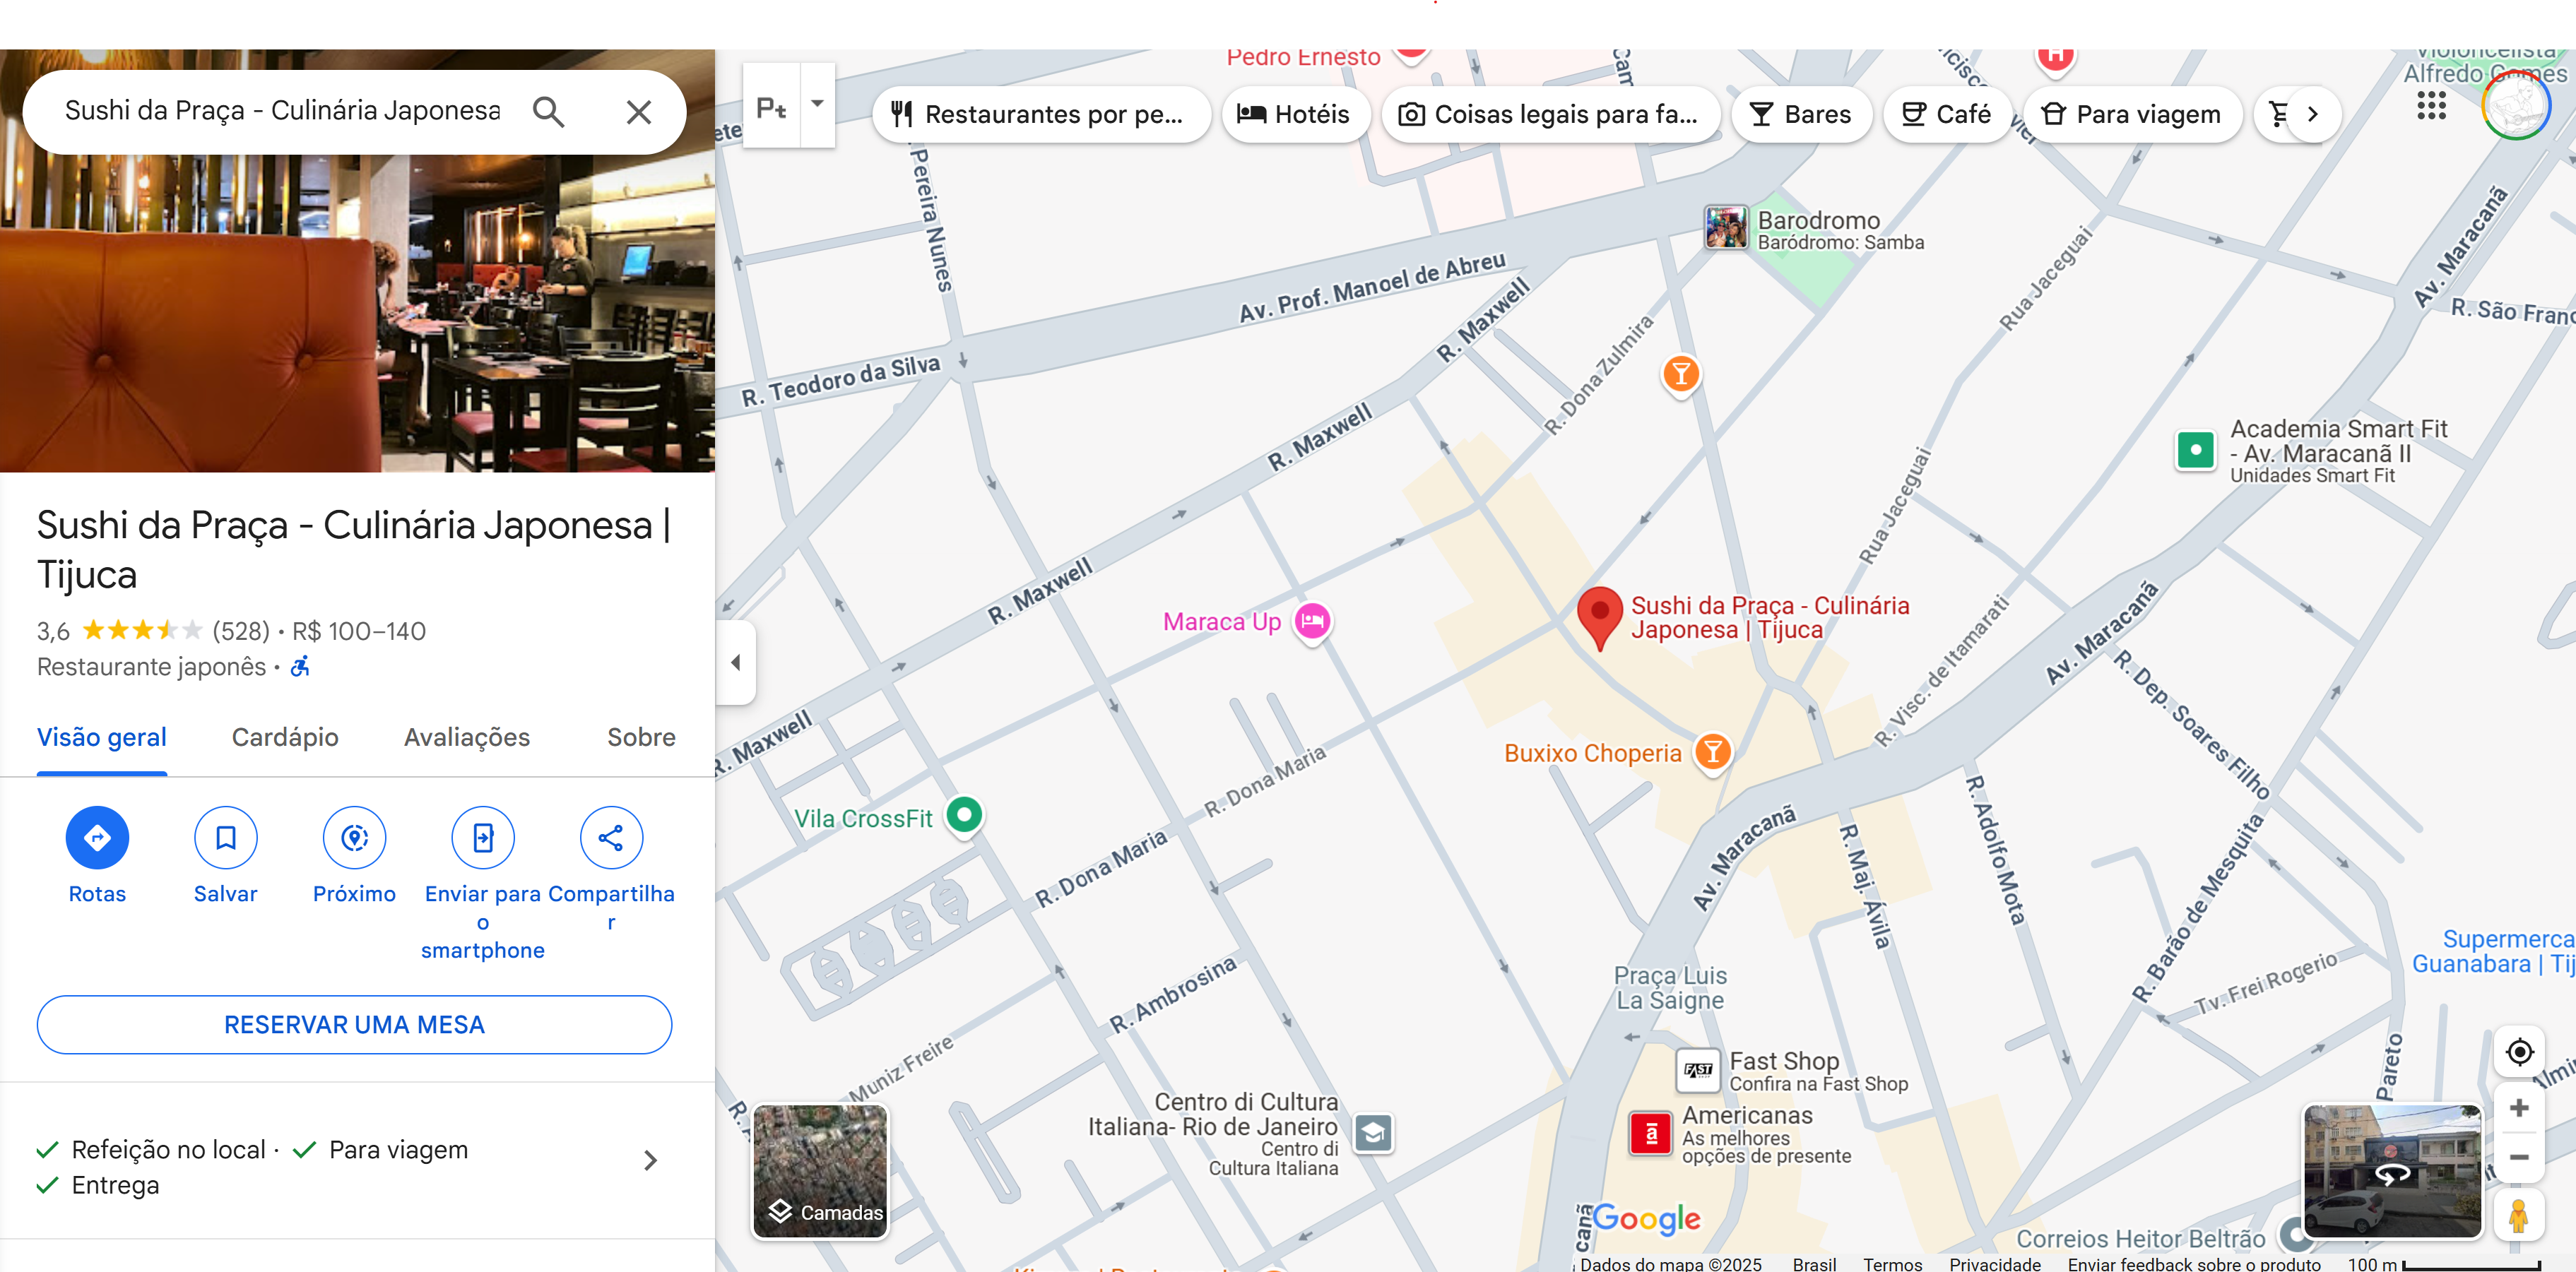 Sushi da Praça - Culinária Japonesa
Sushi da Praça - Culinária Japonesa |
Tijuca
3,6 (528) • R$ 100–140
Restaurante japonês •
Visão geral Cardápio Avaliações Sobre
Rotas Salvar Próximo Enviar para Compartilha
o r
smartphone
RESERVAR UMA MESA
Refeição no local · Para viagem
Entrega
Pt
Restaurantes por pe...
Hotéis
Coisas legais para fa...
Bares
Café
Para viagem
Pedro Ernesto
Violoncelista
Alfredo Gomes
Pereira Nunes
Barodromo
Baródromo: Samba
Av. Prof. Manoel de Abreu
R. Maxwell
R. Teodoro da Silva
R. Dona Zulmira
Rua Jaceguai
Av. Maracanã
R. São Franc
R. Maxwell
Academia Smart Fit
- Av. Maracanã II
Unidades Smart Fit
Rua Jaceguai
R. Maxwell
Maraca Up
Sushi da Praça - Culinária
Japonesa | Tijuca
R. Visc. de Itamarati
Av. Maracanã
R. Dep. Soares Filho
R. Maxwell
Buxixo Choperia
R. Dona Maria
Vila CrossFit
R. Dona Maria
Av. Maracanã
R. Maj. Ávila
R. Adolfo Mota
R. Barão de Mesquita
Supermerca
Guanabara | Tij
Praça Luis
La Saigne
Tv. Frei Rogerio
R. Ambrosina
Muniz Freire
Pareto
Fast Shop
Confira na Fast Shop
FAST
Centro di Cultura
Italiana- Rio de Janeiro
Centro di
Cultura Italiana
Americanas
As melhores
opções de presente
a
Camadas
Google
canã
Correios Heitor Beltrão
Dados do mapa ©2025 Brasil Termos Privacidade Enviar feedback sobre o produto 100 m